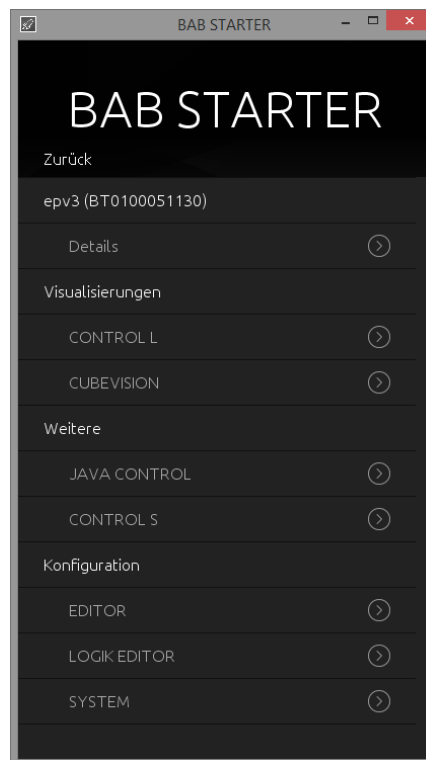 BAB STARTER
BAB STARTER
Zurück
epv3 (BT0100051130)
Details
Visualisierungen
CONTROL L
CUBEVISION
Weitere
JAVA CONTROL
CONTROL S
Konfiguration
EDITOR
LOGIK EDITOR
SYSTEM